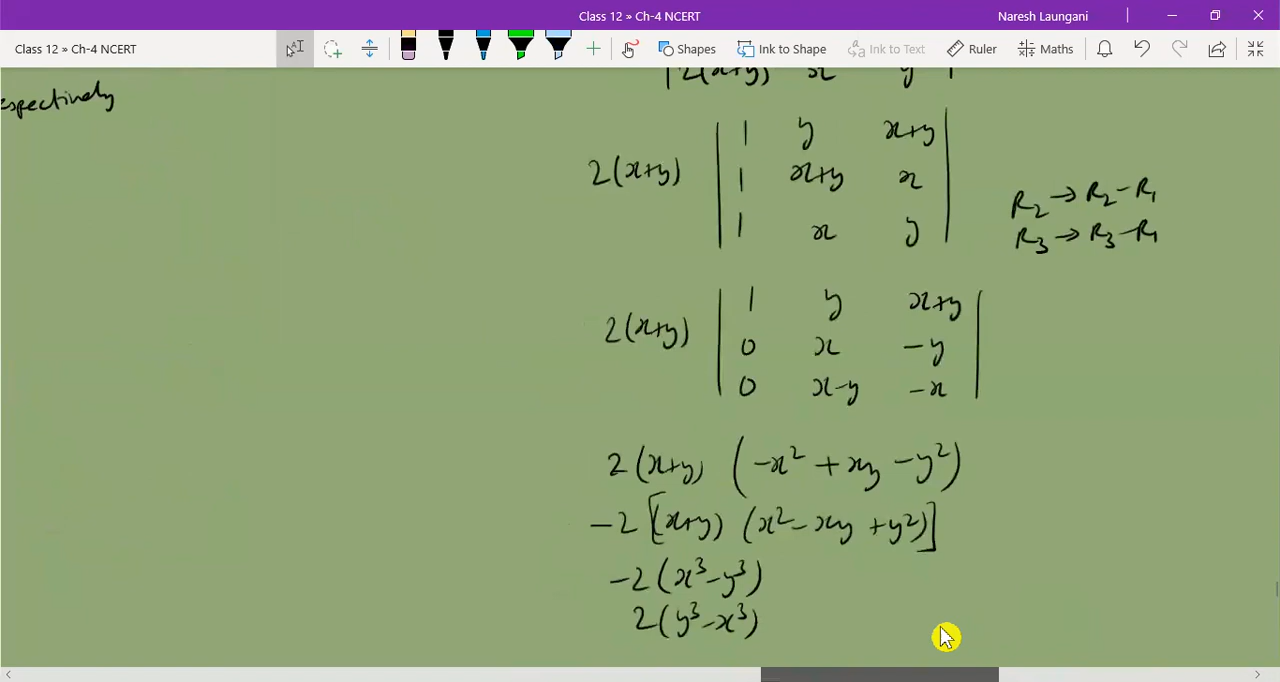 Class 12 » Ch-4 NCERT
Naresh Laungani
Class 12 » Ch-4 NCERT
Shapes
Ink to Shape
Ink to Text
Ruler
Maths
espectively
|2(x+y) x y|
2(x+y) | 1 y x+y |
| 1 x+y x |
| 1 x y |
R₂ → R₂ - R₁
R₃ → R₃ - R₁
2(x+y) | 1 y x+y |
| 0 x -y |
| 0 x-y -x |
2(x+y) (-x² + xy - y²)
-2[(x+y) (x² - xy + y²)]
-2(x³ - y³)
2(y³ - x³)